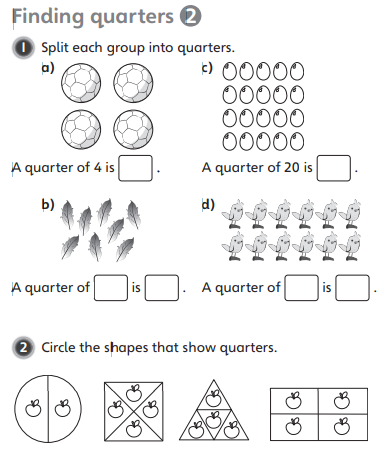 Finding quarters 2
1 Split each group into quarters.
a)
c)
A quarter of 4 is .
A quarter of 20 is .
b)
d)
A quarter of is .
A quarter of is .
2 Circle the shapes that show quarters.